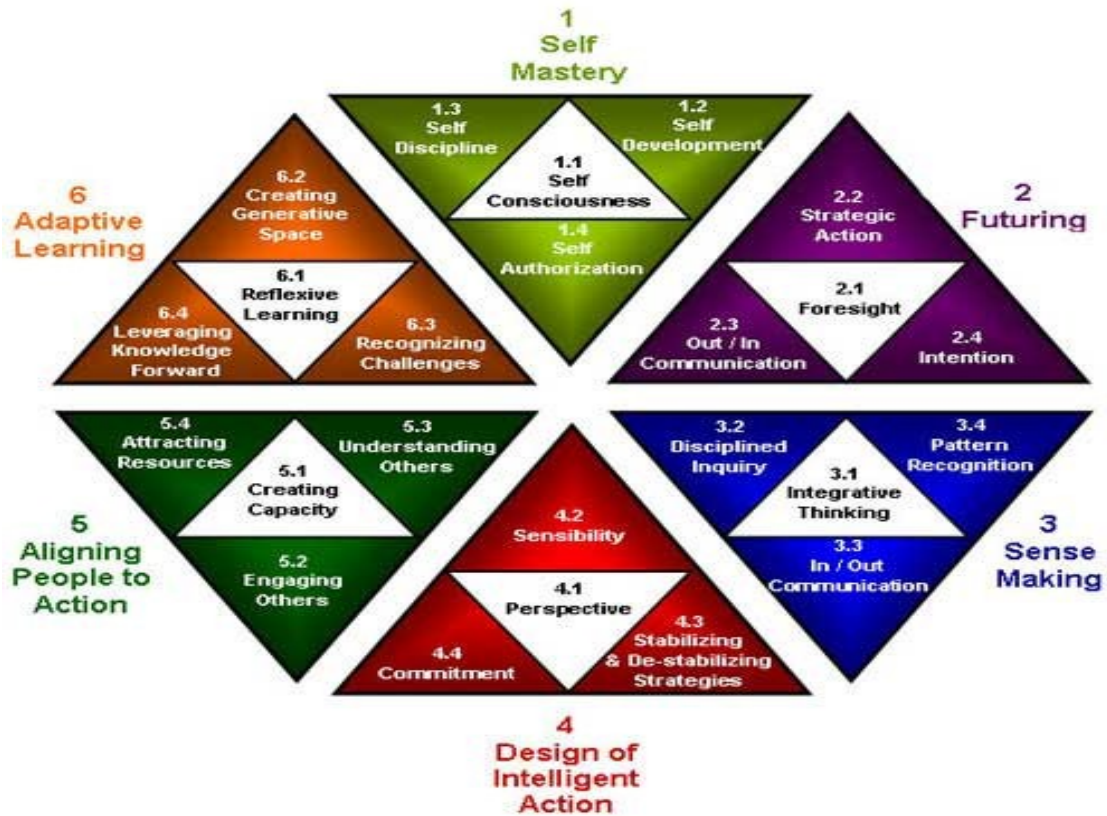 1
Self
Mastery
1.3
Self
Discipline
1.2
Self
Development
1.1
Self
Consciousness
1.4
Self
Authorization
2
Futuring
2.2
Strategic
Action
2.1
Foresight
2.3
Out / In
Communication
2.4
Intention
3
Sense
Making
3.2
Disciplined
Inquiry
3.4
Pattern
Recognition
3.1
Integrative
Thinking
3.3
In / Out
Communication
4.2
Sensibility
4.1
Perspective
4.4
Commitment
4.3
Stabilizing
& De-stabilizing
Strategies
4
Design of
Intelligent
Action
5
Aligning
People to
Action
5.4
Attracting
Resources
5.3
Understanding
Others
5.1
Creating
Capacity
5.2
Engaging
Others
6
Adaptive
Learning
6.2
Creating
Generative
Space
6.1
Reflexive
Learning
6.4
Leveraging
Knowledge
Forward
6.3
Recognizing
Challenges